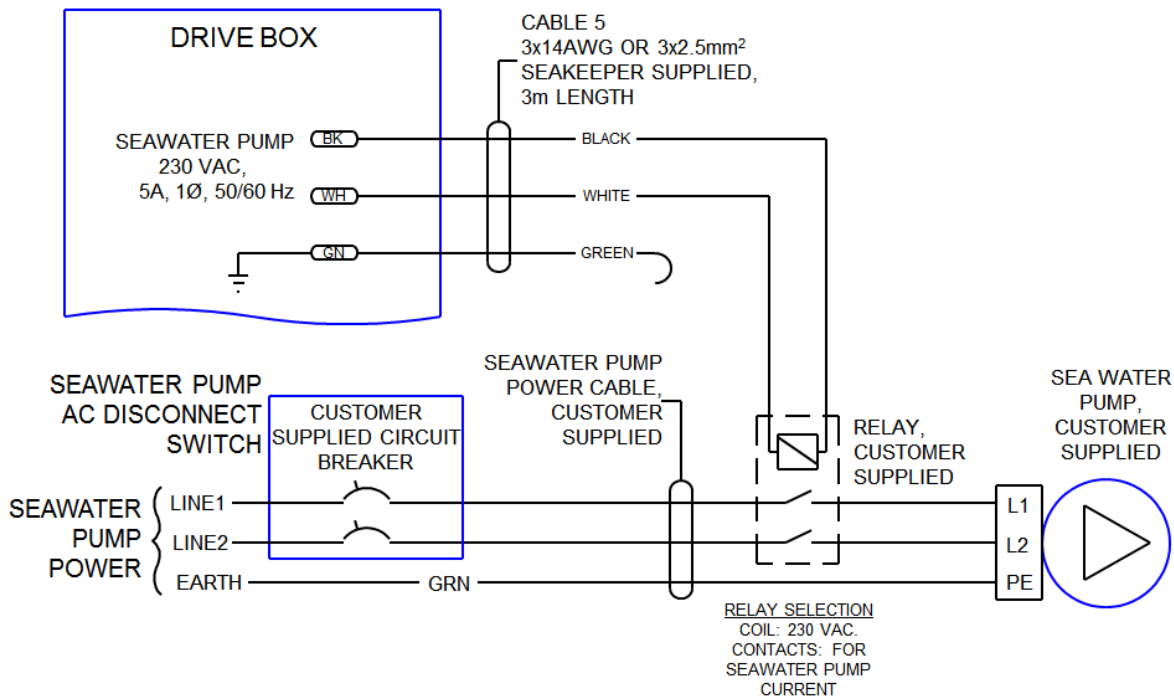 DRIVE BOX
CABLE 5
3x14AWG OR 3x2.5mm²
SEAKEEPER SUPPLIED,
3m LENGTH
SEAWATER PUMP
230 VAC,
5A, 1Ø, 50/60 Hz
BK
BLACK
WH
WHITE
GN
GREEN
SEAWATER PUMP
AC DISCONNECT
SWITCH
CUSTOMER
SUPPLIED CIRCUIT
BREAKER
SEAWATER PUMP
POWER CABLE,
CUSTOMER
SUPPLIED
RELAY,
CUSTOMER
SUPPLIED
SEA WATER
PUMP,
CUSTOMER
SUPPLIED
SEAWATER
PUMP
POWER
LINE1
LINE2
EARTH
GRN
L1
L2
PE
RELAY SELECTION
COIL: 230 VAC.
CONTACTS: FOR
SEAWATER PUMP
CURRENT